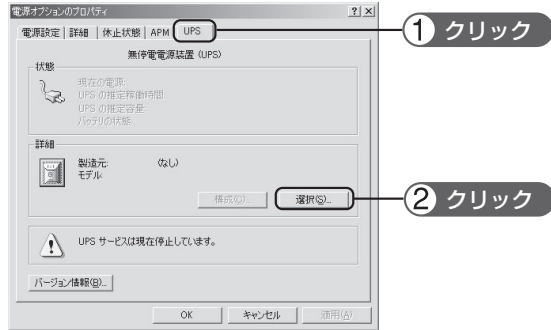 電源オプションのプロパティ
電源設定 詳細 休止状態 APM UPS
① クリック
無停電電源装置 (UPS)
状態
現在の電源:
UPS の推定稼働時間:
UPS の推定容量:
バッテリの状態:
詳細
製造元: (なし)
モデル:
構成(O)... 選択(S)...
② クリック
UPS サービスは現在停止しています。
バージョン情報(B)...
OK キャンセル 適用(A)